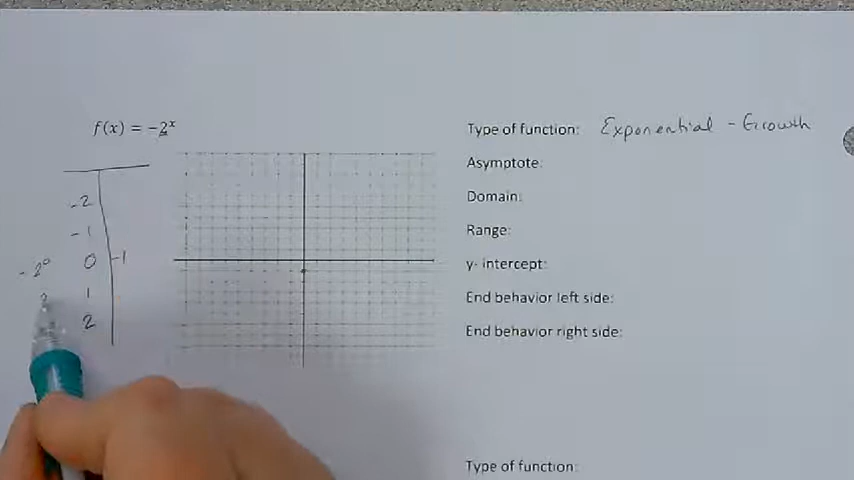 f(x) = -2ˣ
-2
-1
-2⁰ 0 -1
2 1
2
Type of function: Exponential - Growth
Asymptote:
Domain:
Range:
y- intercept:
End behavior left side:
End behavior right side:
Type of function: